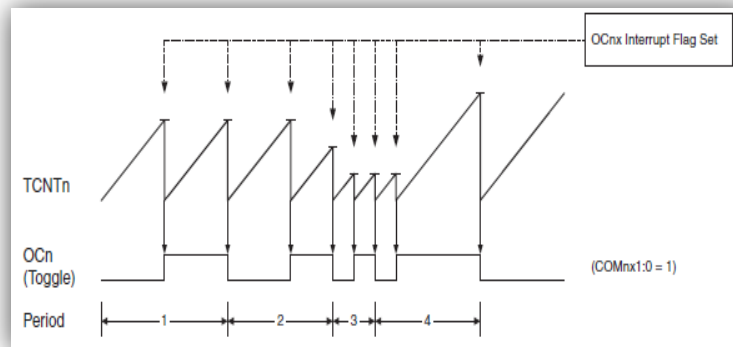 OCnx Interrupt Flag Set
TCNTn
OCn
(Toggle)
(COMnx1:0 = 1)
Period
1
2
3
4